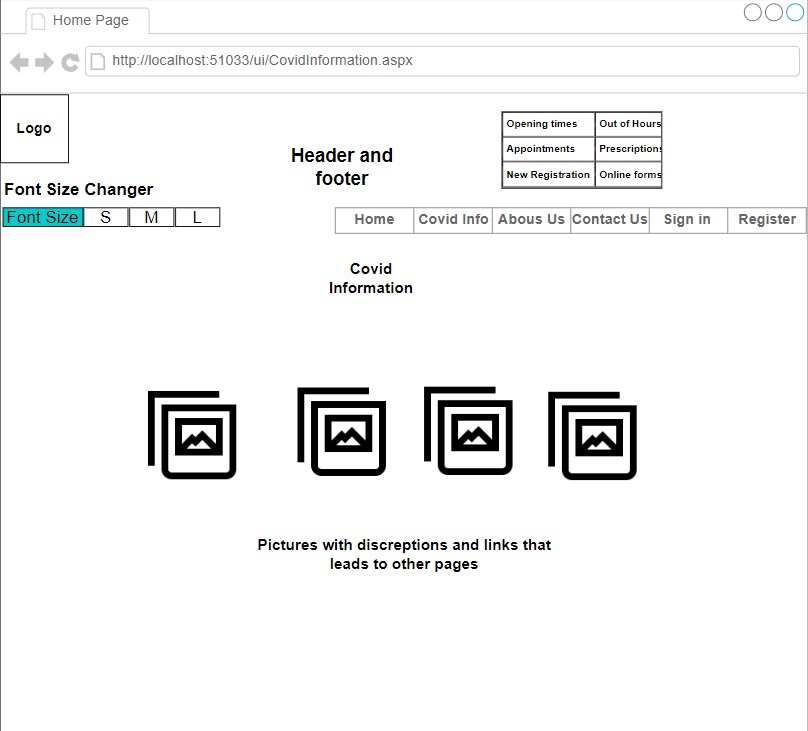 Home Page
http://localhost:51033/ui/CovidInformation.aspx
Logo
Opening times
Out of Hours
Appointments
Prescriptions
New Registration
Online forms
Header and
footer
Font Size Changer
Font Size S M L
Home Covid Info Abous Us Contact Us Sign in Register
Covid
Information
Pictures with discreptions and links that
leads to other pages